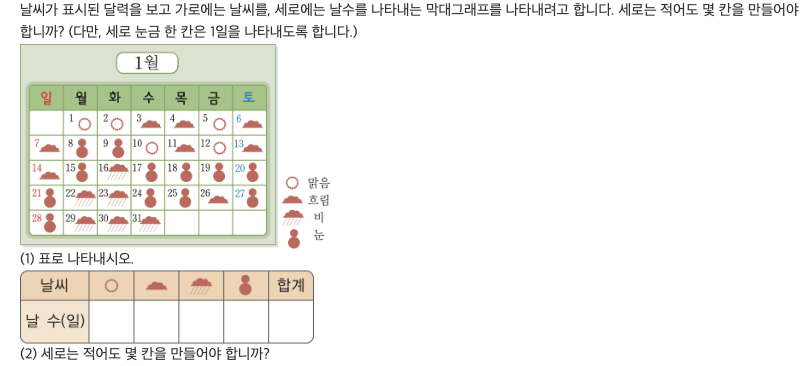 날씨가 표시된 달력을 보고 가로에는 날씨를, 세로에는 날수를 나타내는 막대그래프를 나타내려고 합니다. 세로는 적어도 몇 칸을 만들어야
합니까? (다만, 세로 눈금 한 칸은 1일을 나타내도록 합니다.)
1월
일 월 화 수 목 금 토
1 2 3 4 5 6
7 8 9 10 11 12 13
14 15 16 17 18 19 20
21 22 23 24 25 26 27
28 29 30 31
맑음
흐림
비
눈
(1) 표로 나타내시오.
날씨 합계
날 수(일)
(2) 세로는 적어도 몇 칸을 만들어야 합니까?